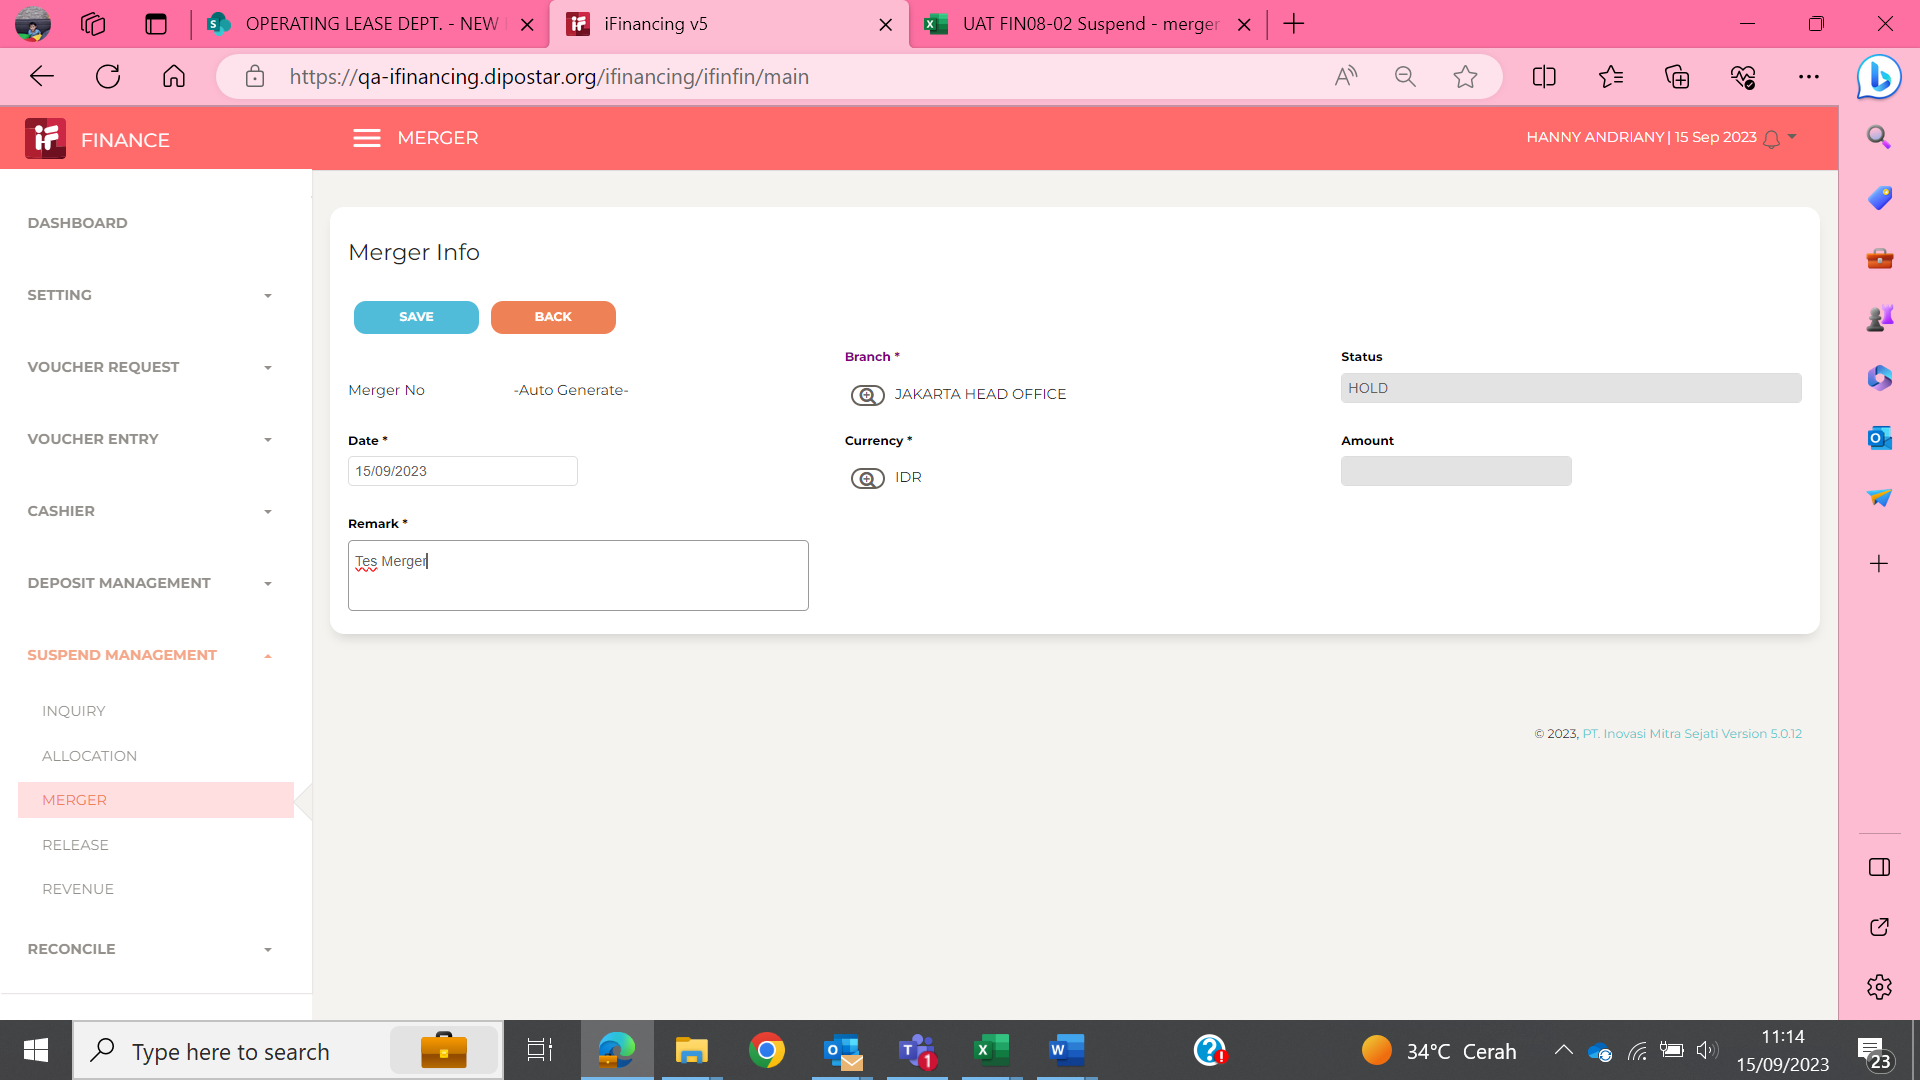 OPERATING LEASE DEPT. - NEW
iFinancing v5
UAT FIN08-02 Suspend - merger
https://qa-ifinancing.dipostar.org/ifinancing/ifinfin/main
iF FINANCE
MERGER
HANNY ANDRIANY | 15 Sep 2023
DASHBOARD
SETTING
VOUCHER REQUEST
VOUCHER ENTRY
CASHIER
DEPOSIT MANAGEMENT
SUSPEND MANAGEMENT
INQUIRY
ALLOCATION
MERGER
RELEASE
REVENUE
RECONCILE
Merger Info
SAVE
BACK
Merger No
-Auto Generate-
Branch *
JAKARTA HEAD OFFICE
Status
HOLD
Date *
15/09/2023
Currency *
IDR
Amount
Remark *
Tes Merger
© 2023, PT. Inovasi Mitra Sejati Version 5.0.12
Type here to search
1
34°C Cerah
11:14
15/09/2023
23